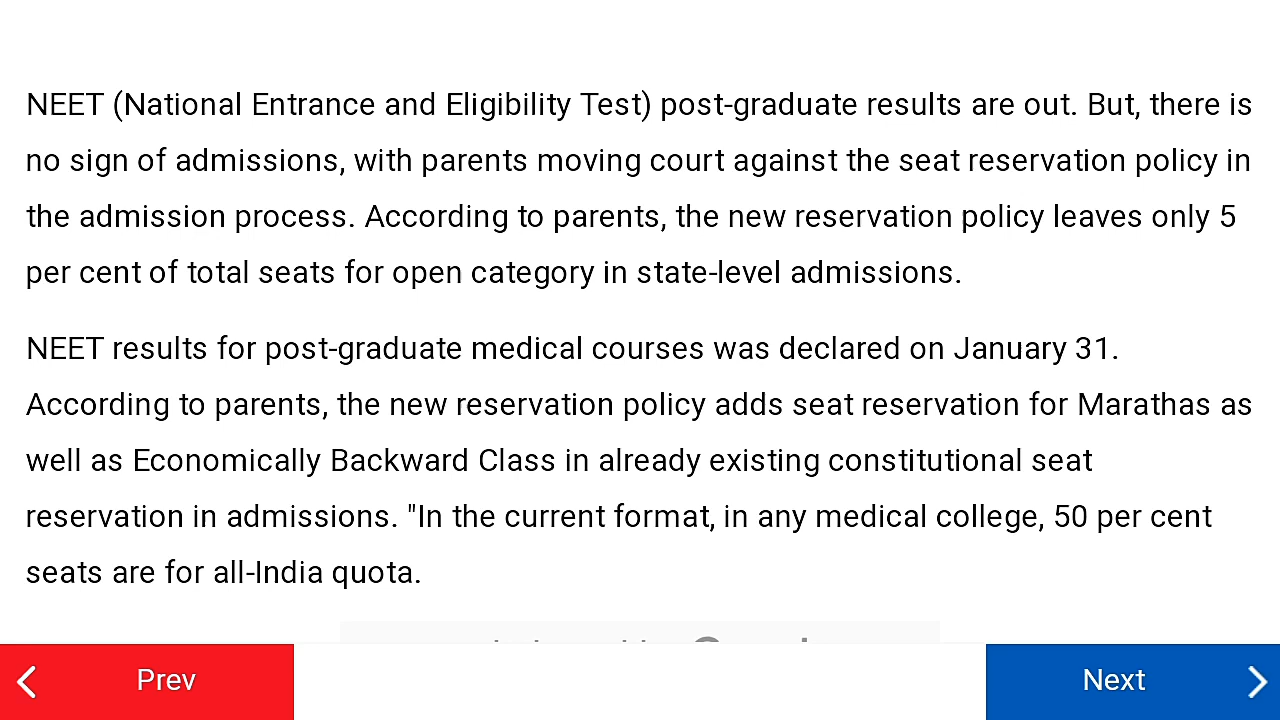 NEET (National Entrance and Eligibility Test) post-graduate results are out. But, there is
no sign of admissions, with parents moving court against the seat reservation policy in
the admission process. According to parents, the new reservation policy leaves only 5
per cent of total seats for open category in state-level admissions.
NEET results for post-graduate medical courses was declared on January 31.
According to parents, the new reservation policy adds seat reservation for Marathas as
well as Economically Backward Class in already existing constitutional seat
reservation in admissions. "In the current format, in any medical college, 50 per cent
seats are for all-India quota.
Prev
Next